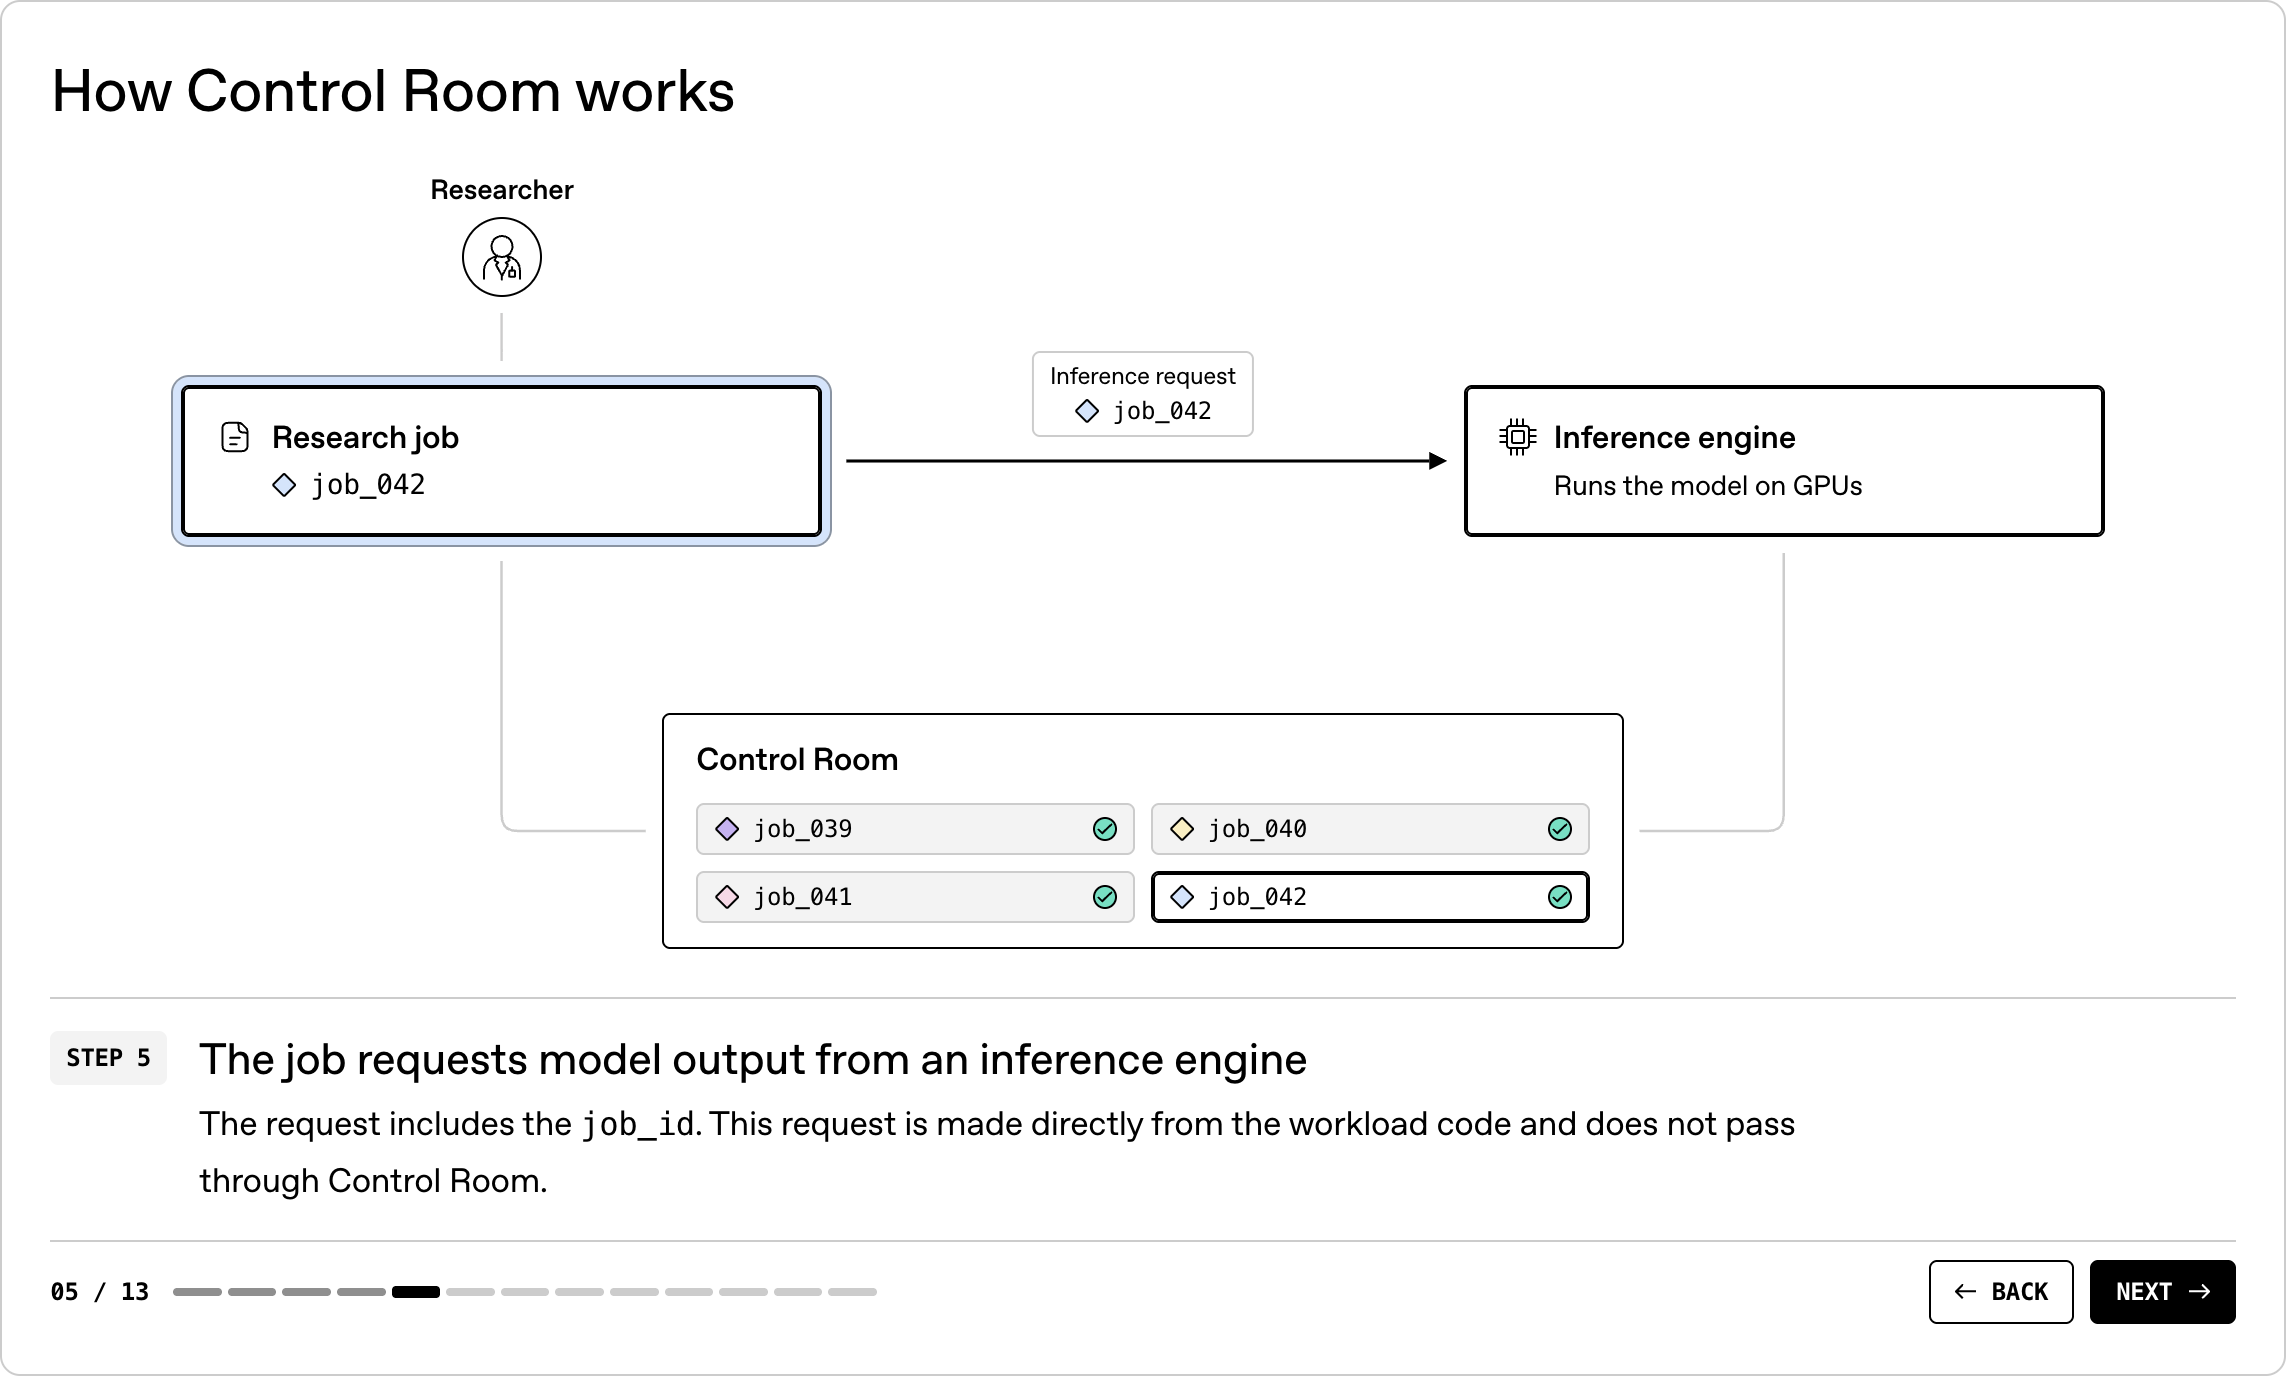 How Control Room works
Researcher
Research job
job_042
Inference request
job_042
Inference engine
Runs the model on GPUs
Control Room
job_039
job_040
job_041
job_042
STEP 5
The job requests model output from an inference engine
The request includes the job_id. This request is made directly from the workload code and does not pass
through Control Room.
05 / 13
← BACK
NEXT →